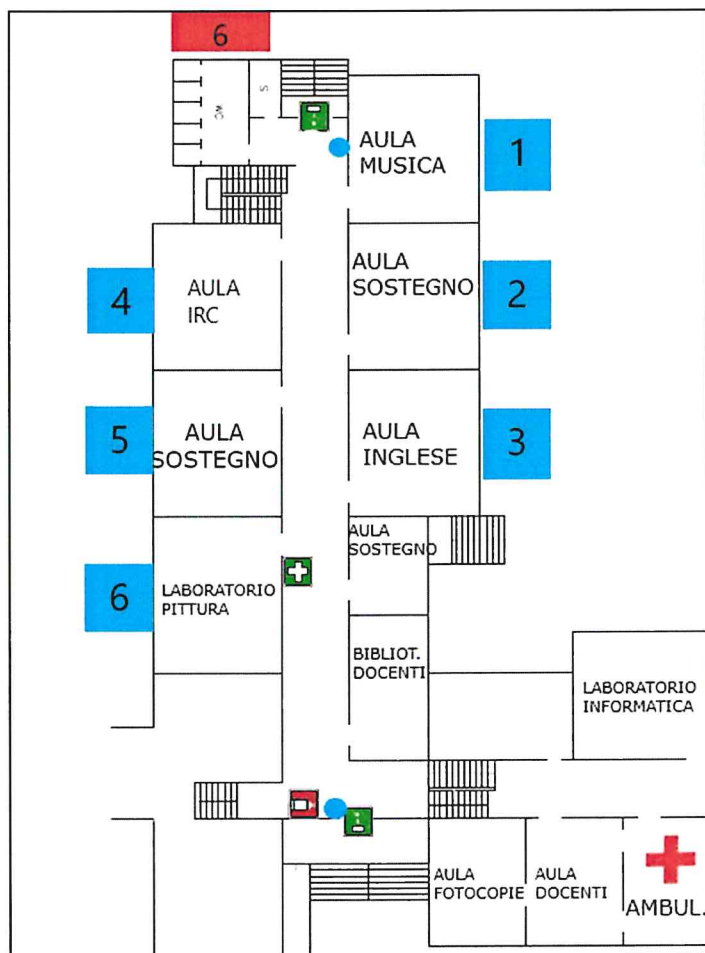 6
WC
S
AULA
MUSICA
1
AULA
SOSTEGNO
2
4
AULA
IRC
5
AULA
SOSTEGNO
AULA
INGLESE
3
AULA
SOSTEGNO
6
LABORATORIO
PITTURA
BIBLIOT.
DOCENTI
LABORATORIO
INFORMATICA
AULA
FOTOCOPIE
AULA
DOCENTI
AMBUL.